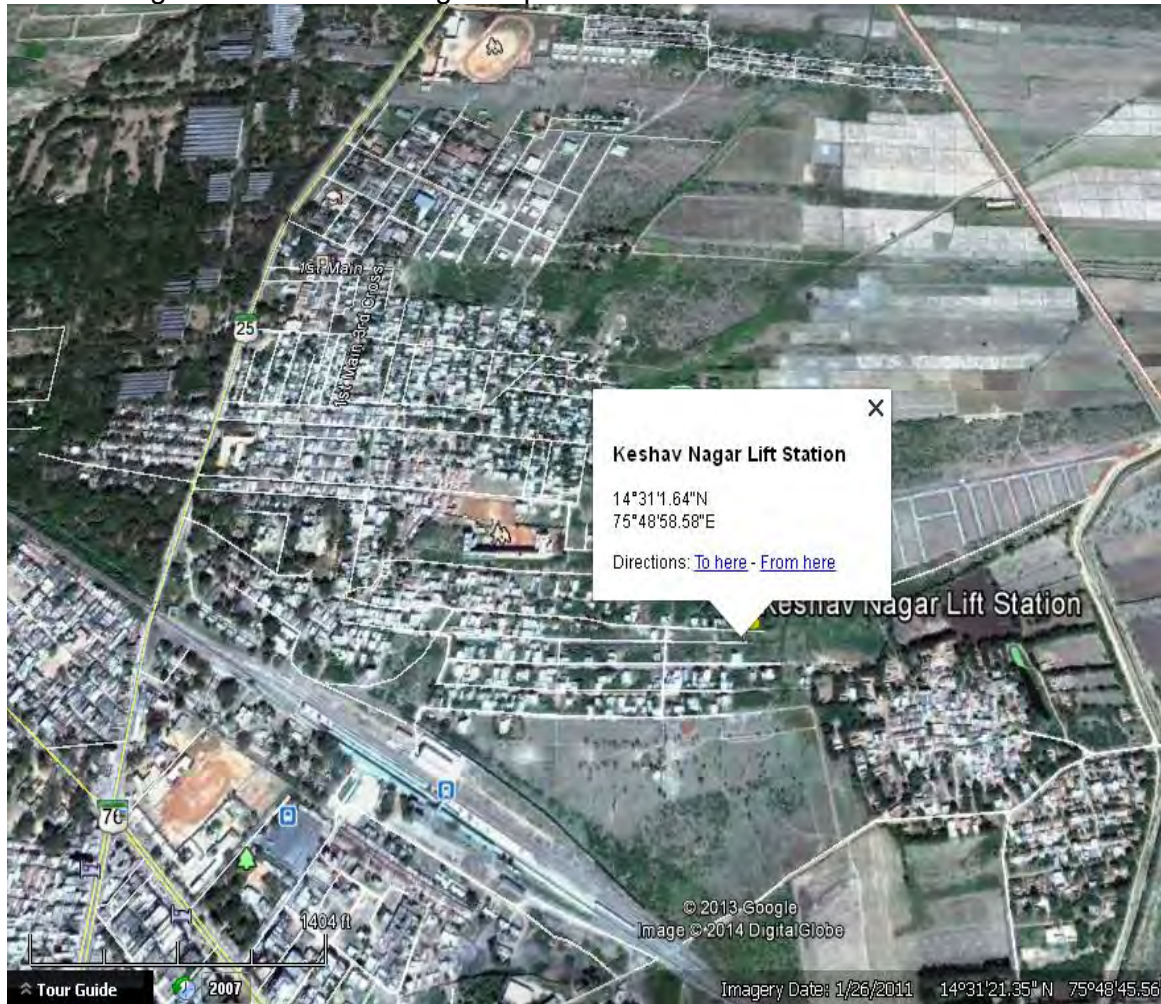 1st Main
1st Main 3rd Cross
25
Keshav Nagar Lift Station
14°31'1.64"N
75°48'58.58"E
Directions: To here - From here
Keshav Nagar Lift Station
76
1404 ft
© 2013 Google
Image © 2014 DigitalGlobe
Tour Guide
2007
Imagery Date: 1/26/2011 14°31'21.35" N 75°48'45.56